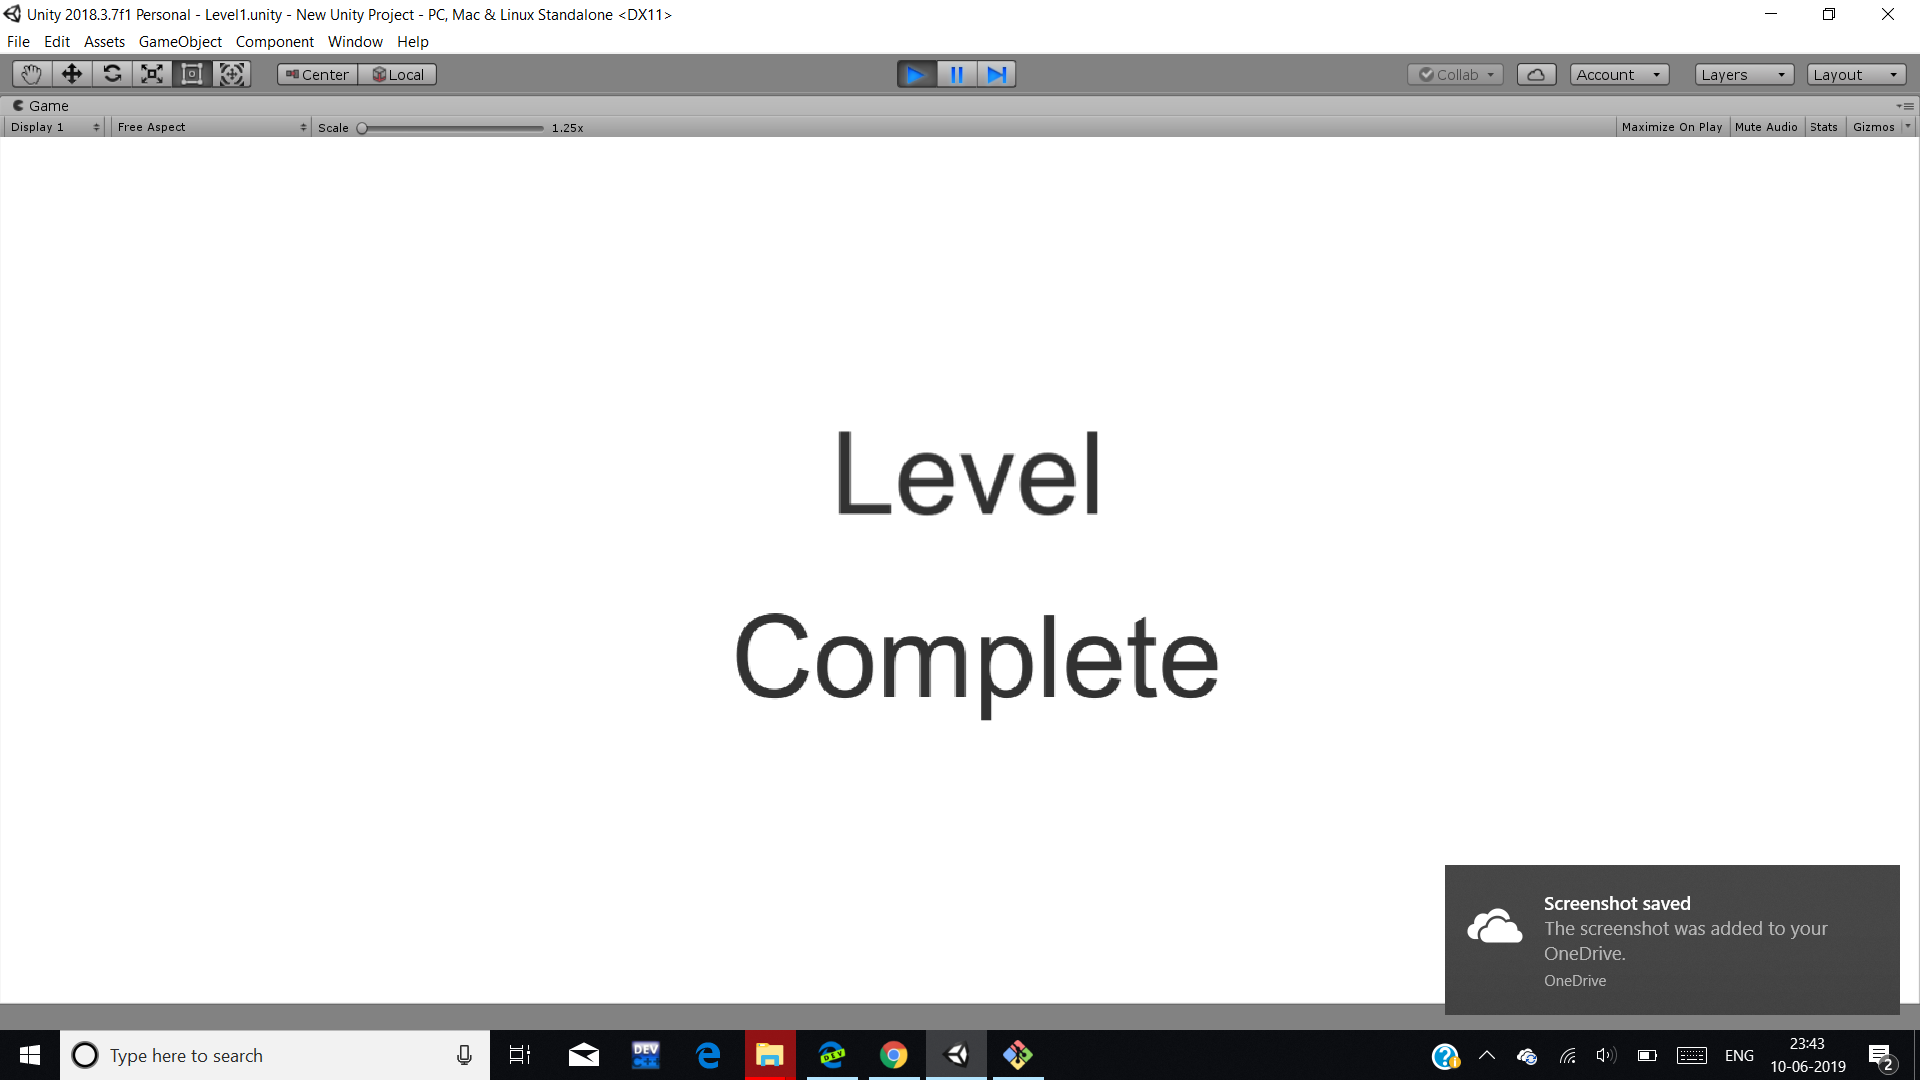 Unity 2018.3.7f1 Personal - Level1.unity - New Unity Project - PC, Mac & Linux Standalone <DX11>
File Edit Assets GameObject Component Window Help
Center Local Collab Account Layers Layout
Game
Display 1 Free Aspect Scale 1.25x Maximize On Play Mute Audio Stats Gizmos
Level
Complete
Screenshot saved
The screenshot was added to your
OneDrive.
OneDrive
Type here to search DEV C++ DEV ENG 23:43
10-06-2019 2